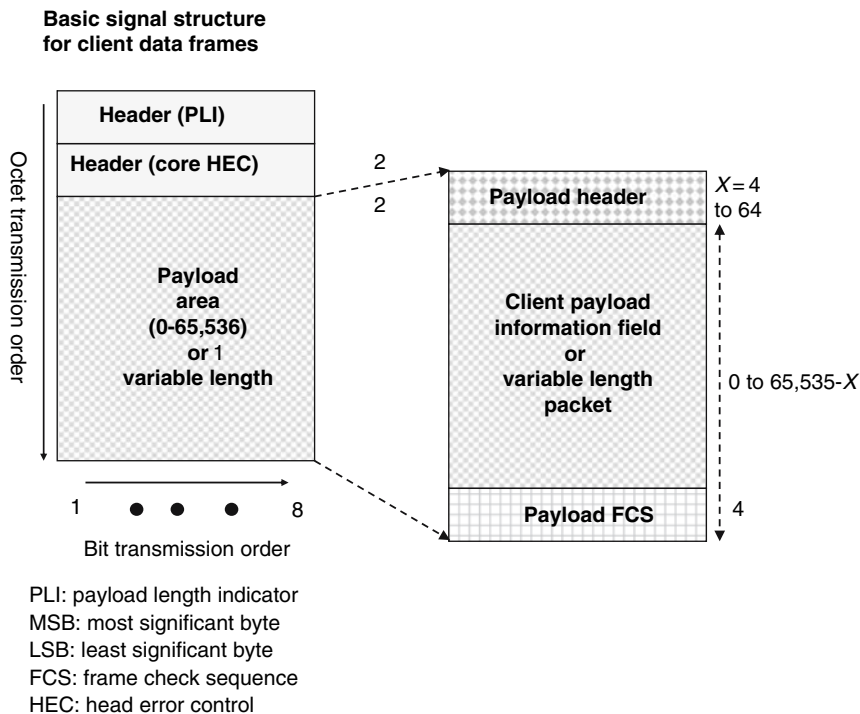 Basic signal structure
for client data frames
Header (PLI)
Header (core HEC)
Payload
area
(0-65,536)
or 1
variable length
Octet transmission order
1
8
Bit transmission order
2
2
Payload header
X = 4
to 64
Client payload
information field
or
variable length
packet
0 to 65,535-X
Payload FCS
4
PLI: payload length indicator
MSB: most significant byte
LSB: least significant byte
FCS: frame check sequence
HEC: head error control